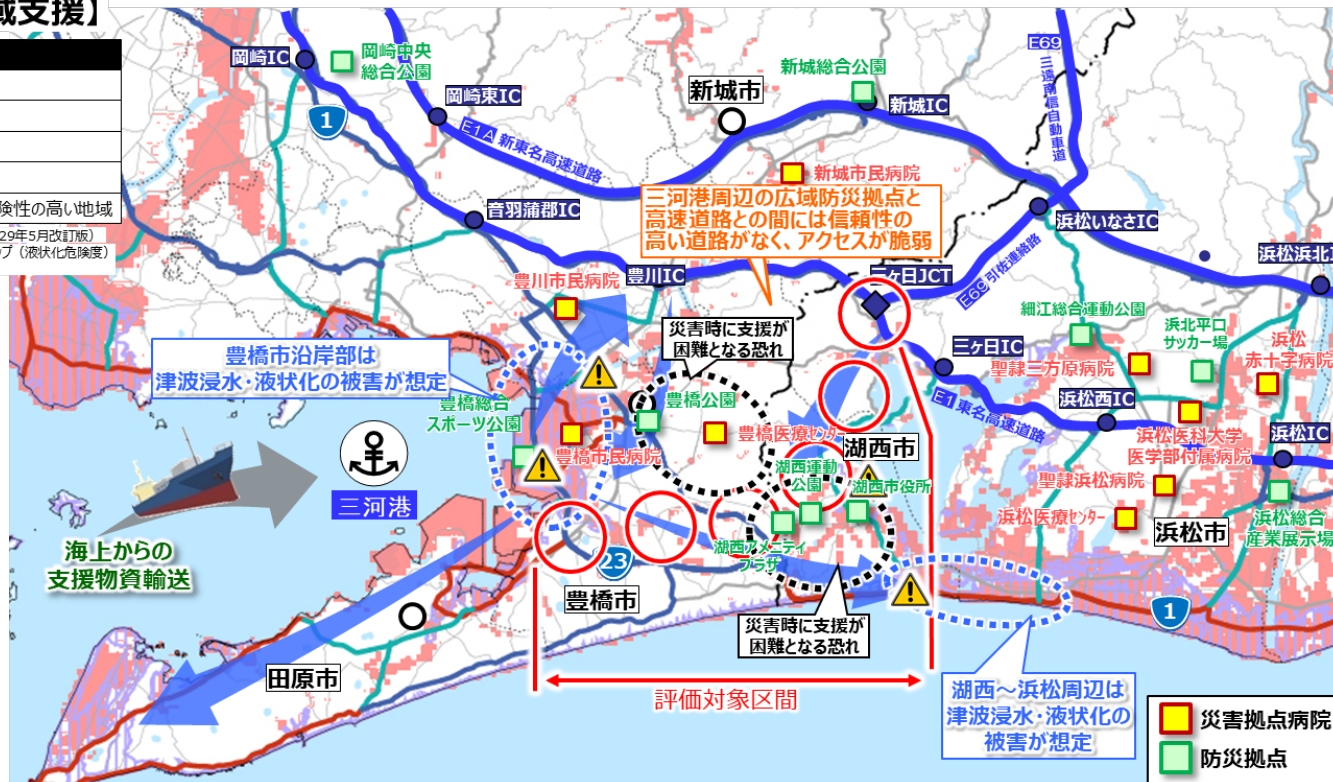 域支援】
険性の高い地域
29年5月改訂版)
プ(液状化危険度)
岡崎IC
岡崎中央
総合公園
1
岡崎東IC
E1A 新東名高速道路
新城市
新城総合公園
新城IC
E69
三遠南信自動車道
新城市民病院
三河港周辺の広域防災拠点と
高速道路との間には信頼性の
高い道路がなく、アクセスが脆弱
音羽蒲郡IC
浜松いなさIC
浜松浜北I
豊川市民病院
豊川IC
三ヶ日JCT
E69 引佐連絡路
細江総合運動公園
浜北平口
サッカー場
浜松
赤十字病院
豊橋市沿岸部は
津波浸水・液状化の被害が想定
災害時に支援が
困難となる恐れ
三ヶ日IC
聖隷三方原病院
浜松西IC
E1 東名高速道路
豊橋総合
スポーツ公園
豊橋公園
豊橋市民病院
豊橋医療センター
湖西市
浜松医科大学
医学部付属病院
浜松IC
湖西運動
公園
湖西市役所
聖隷浜松病院
浜松医療センター
浜松市
浜松総合
産業展示場
三河港
海上からの
支援物資輸送
湖西アメニティ
プラザ
23
豊橋市
災害時に支援が
困難となる恐れ
1
田原市
評価対象区間
湖西~浜松周辺は
津波浸水・液状化の
被害が想定
災害拠点病院
防災拠点